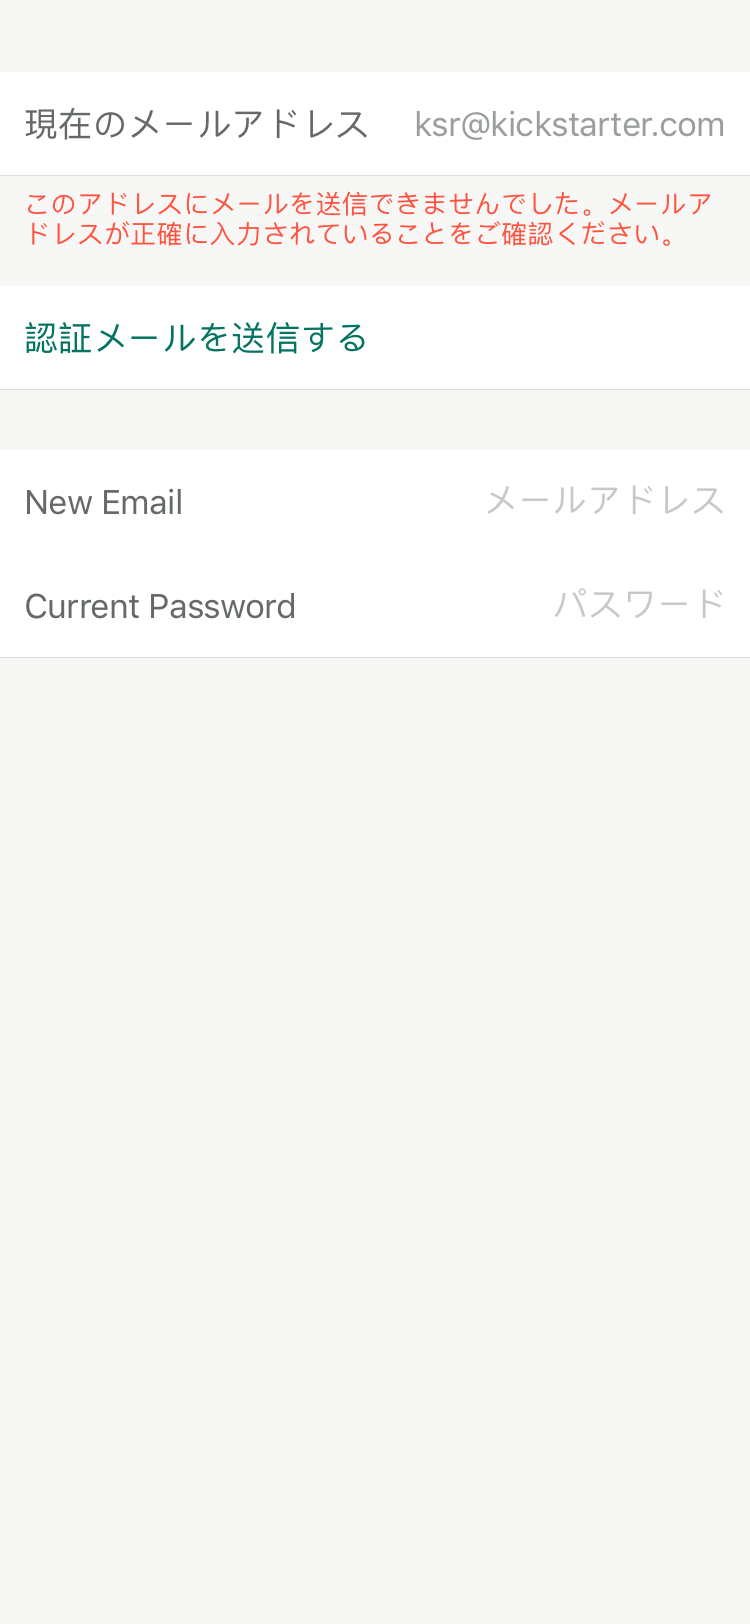 現在のメールアドレス ksr@kickstarter.com
このアドレスにメールを送信できませんでした。メールア
ドレスが正確に入力されていることをご確認ください。
認証メールを送信する
New Email メールアドレス
Current Password パスワード